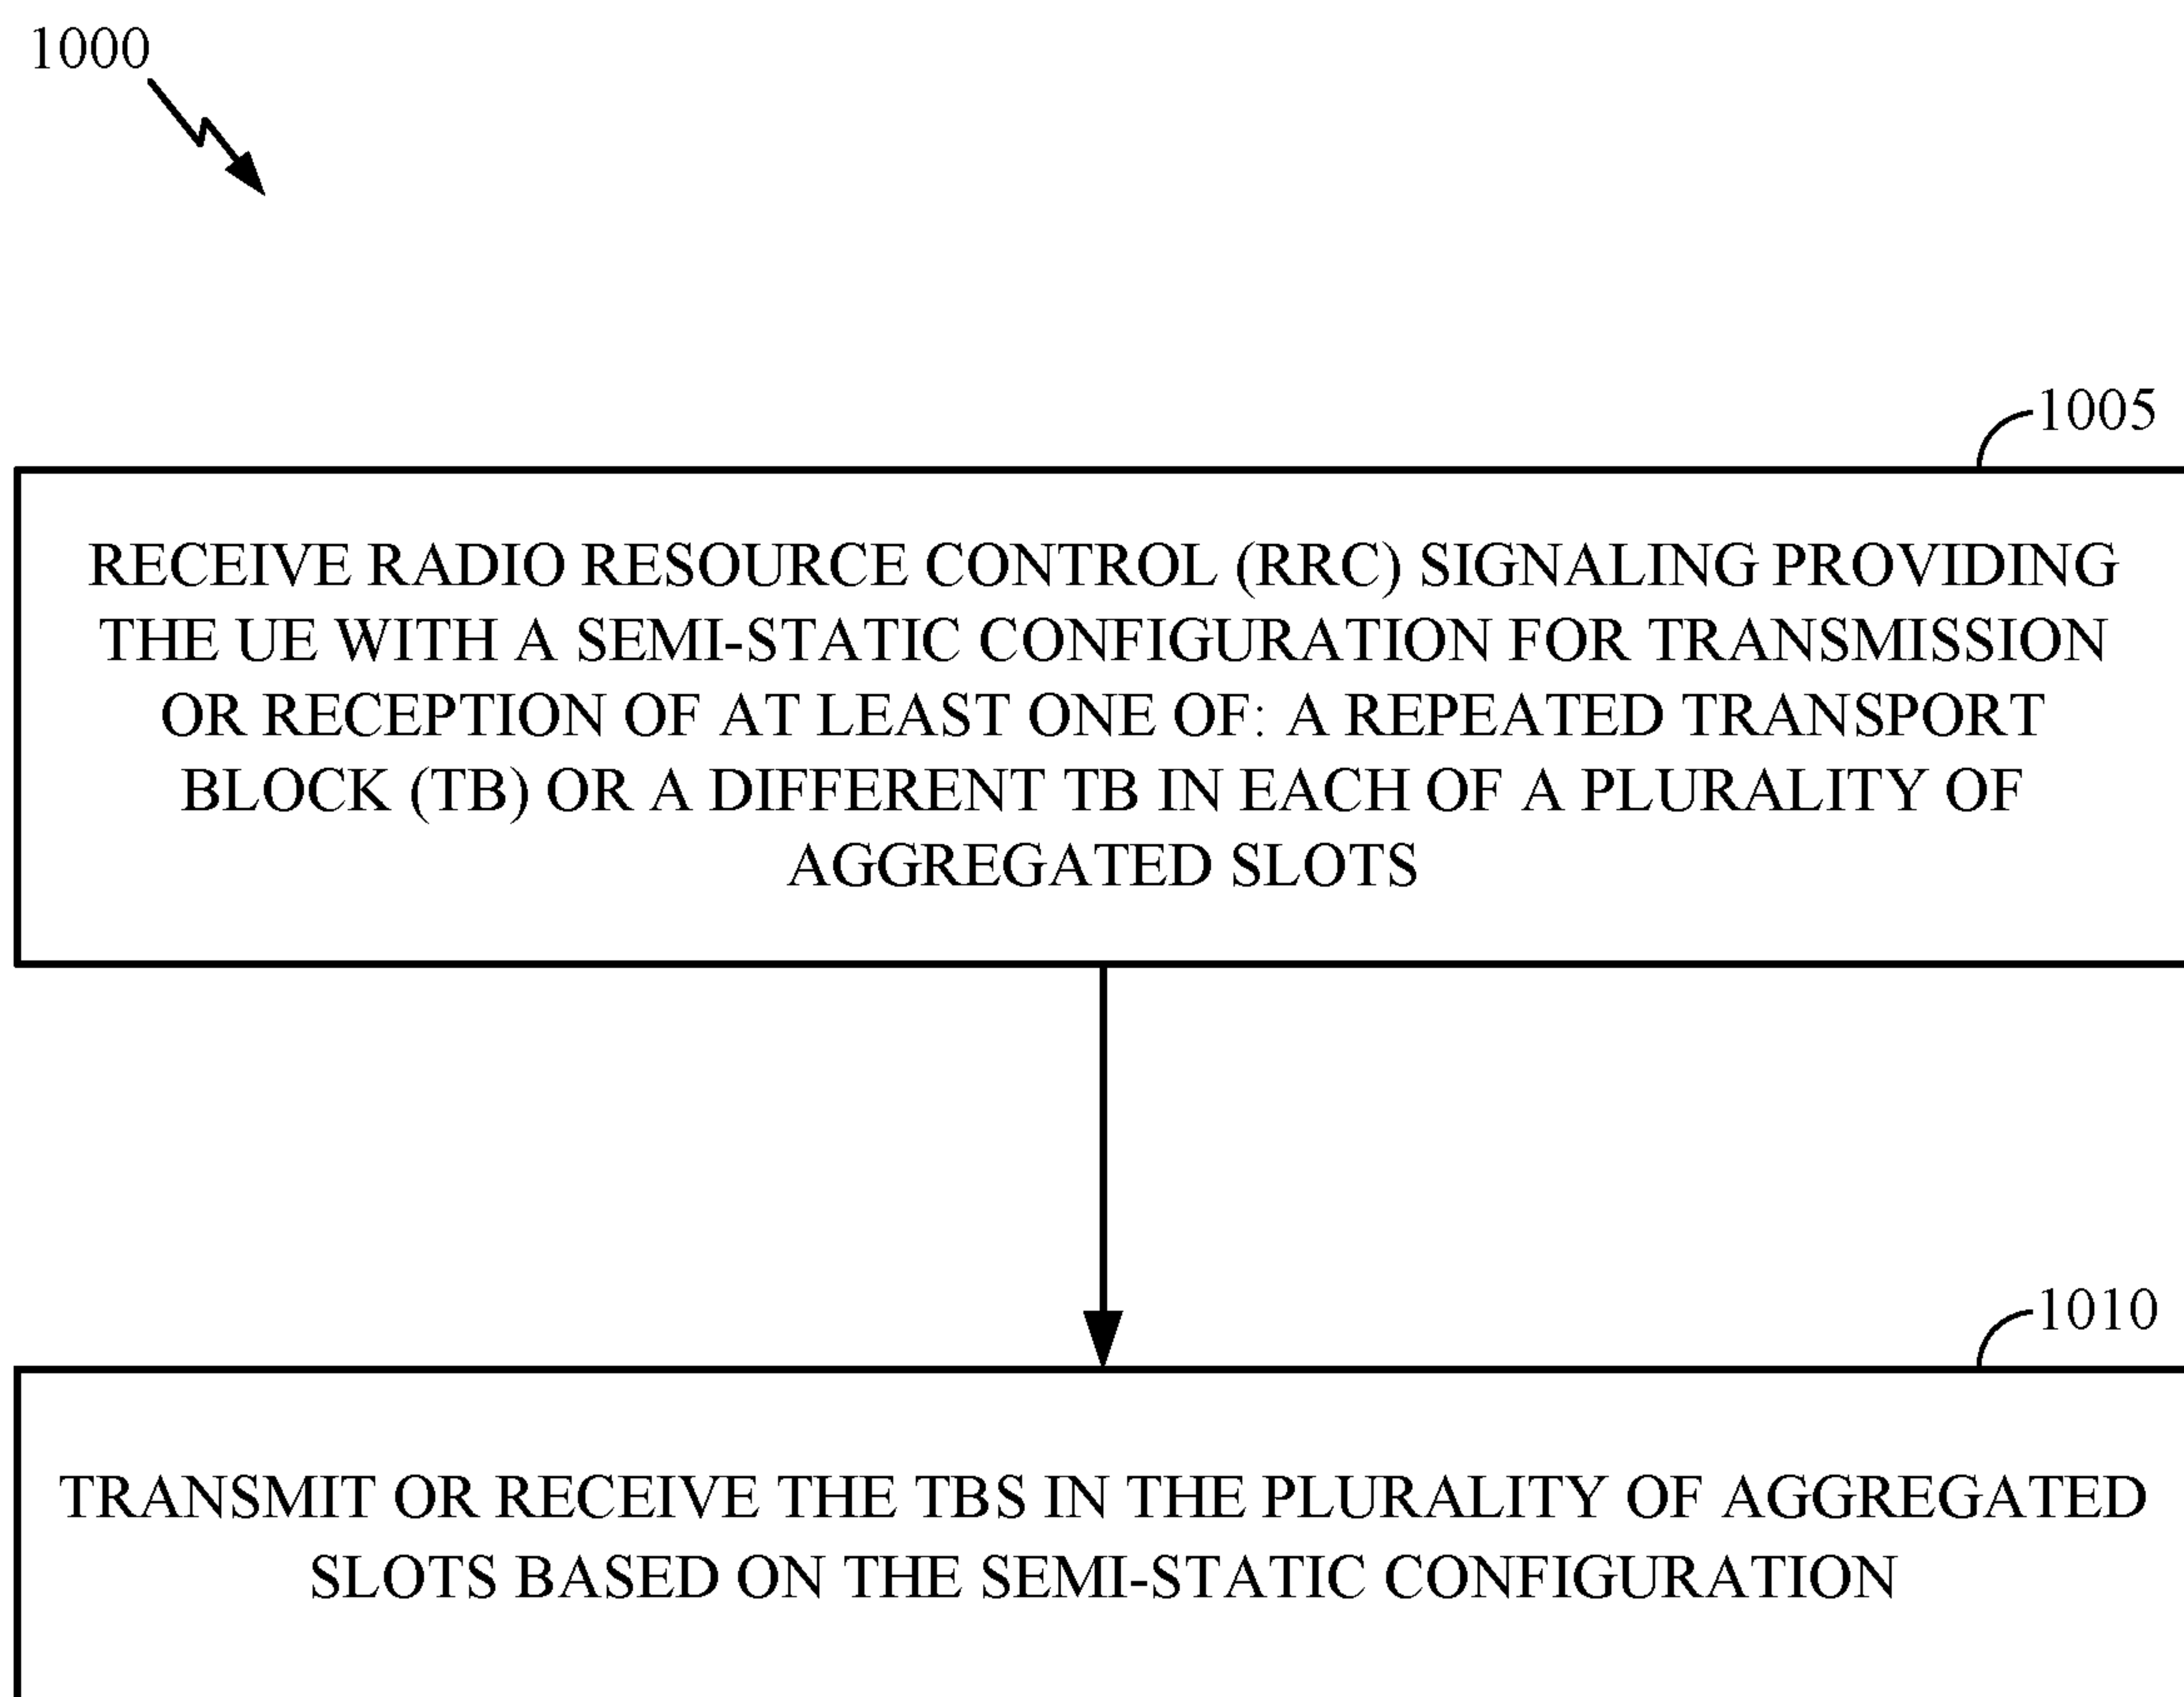 1000
1005
RECEIVE RADIO RESOURCE CONTROL (RRC) SIGNALING PROVIDING
THE UE WITH A SEMI-STATIC CONFIGURATION FOR TRANSMISSION
OR RECEPTION OF AT LEAST ONE OF: A REPEATED TRANSPORT
BLOCK (TB) OR A DIFFERENT TB IN EACH OF A PLURALITY OF
AGGREGATED SLOTS
1010
TRANSMIT OR RECEIVE THE TBS IN THE PLURALITY OF AGGREGATED
SLOTS BASED ON THE SEMI-STATIC CONFIGURATION